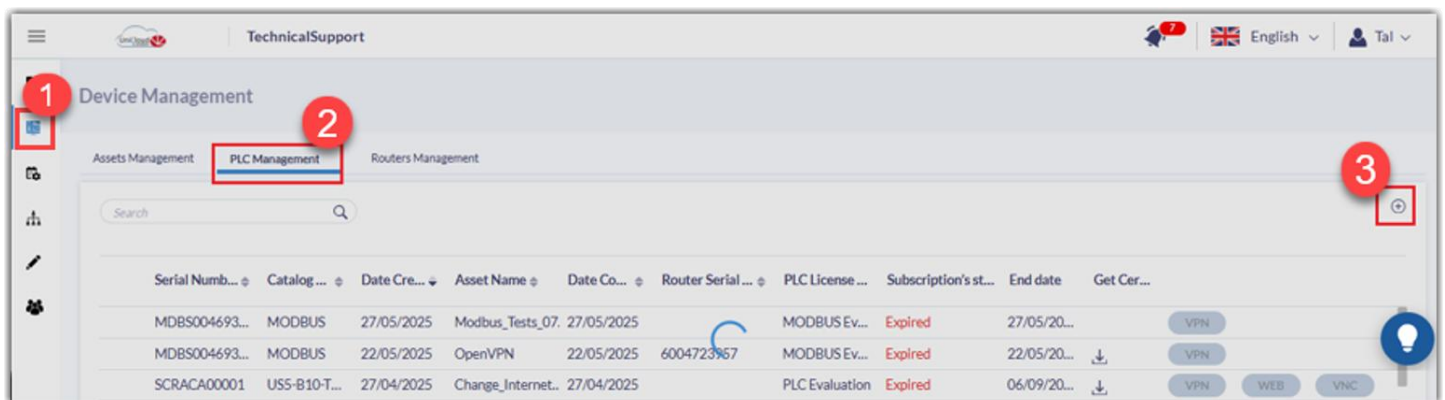 UniCloud
TechnicalSupport
7
English
Tal
1
Device Management
2
Assets Management
PLC Management
Routers Management
3
Search
Serial Numb... Catalog ... Date Cre... Asset Name Date Co... Router Serial ... PLC License ... Subscription's st... End date Get Cer...
MDBS004693... MODBUS 27/05/2025 Modbus_Tests_07. 27/05/2025 MODBUS Ev... Expired 27/05/20... VPN
MDBS004693... MODBUS 22/05/2025 OpenVPN 22/05/2025 6004723957 MODBUS Ev... Expired 22/05/20... VPN
SCRACA00001 US5-B10-T... 27/04/2025 Change_Internet.. 27/04/2025 PLC Evaluation Expired 06/09/20... VPN WEB VNC